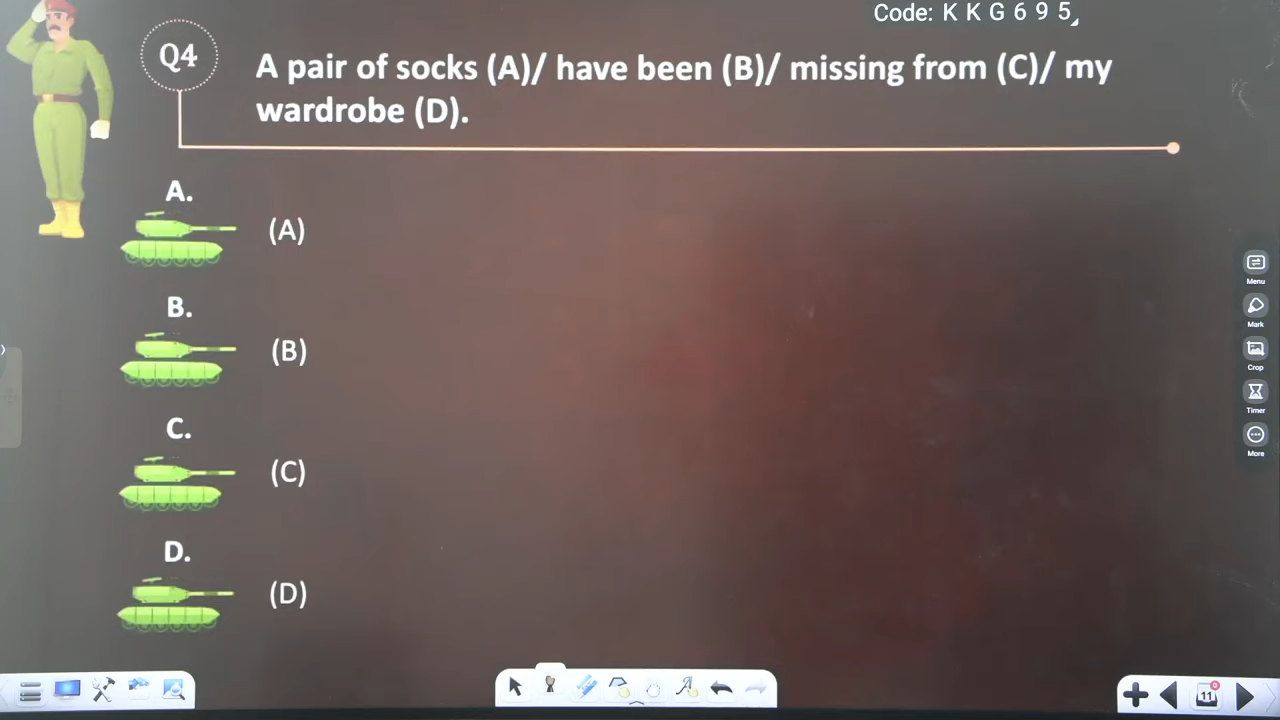 Code: K K G 6 9 5
Q4
A pair of socks (A)/ have been (B)/ missing from (C)/ my
wardrobe (D).
A.
(A)
B.
(B)
C.
(C)
D.
(D)
Menu
Mark
Crop
Timer
More
11
0